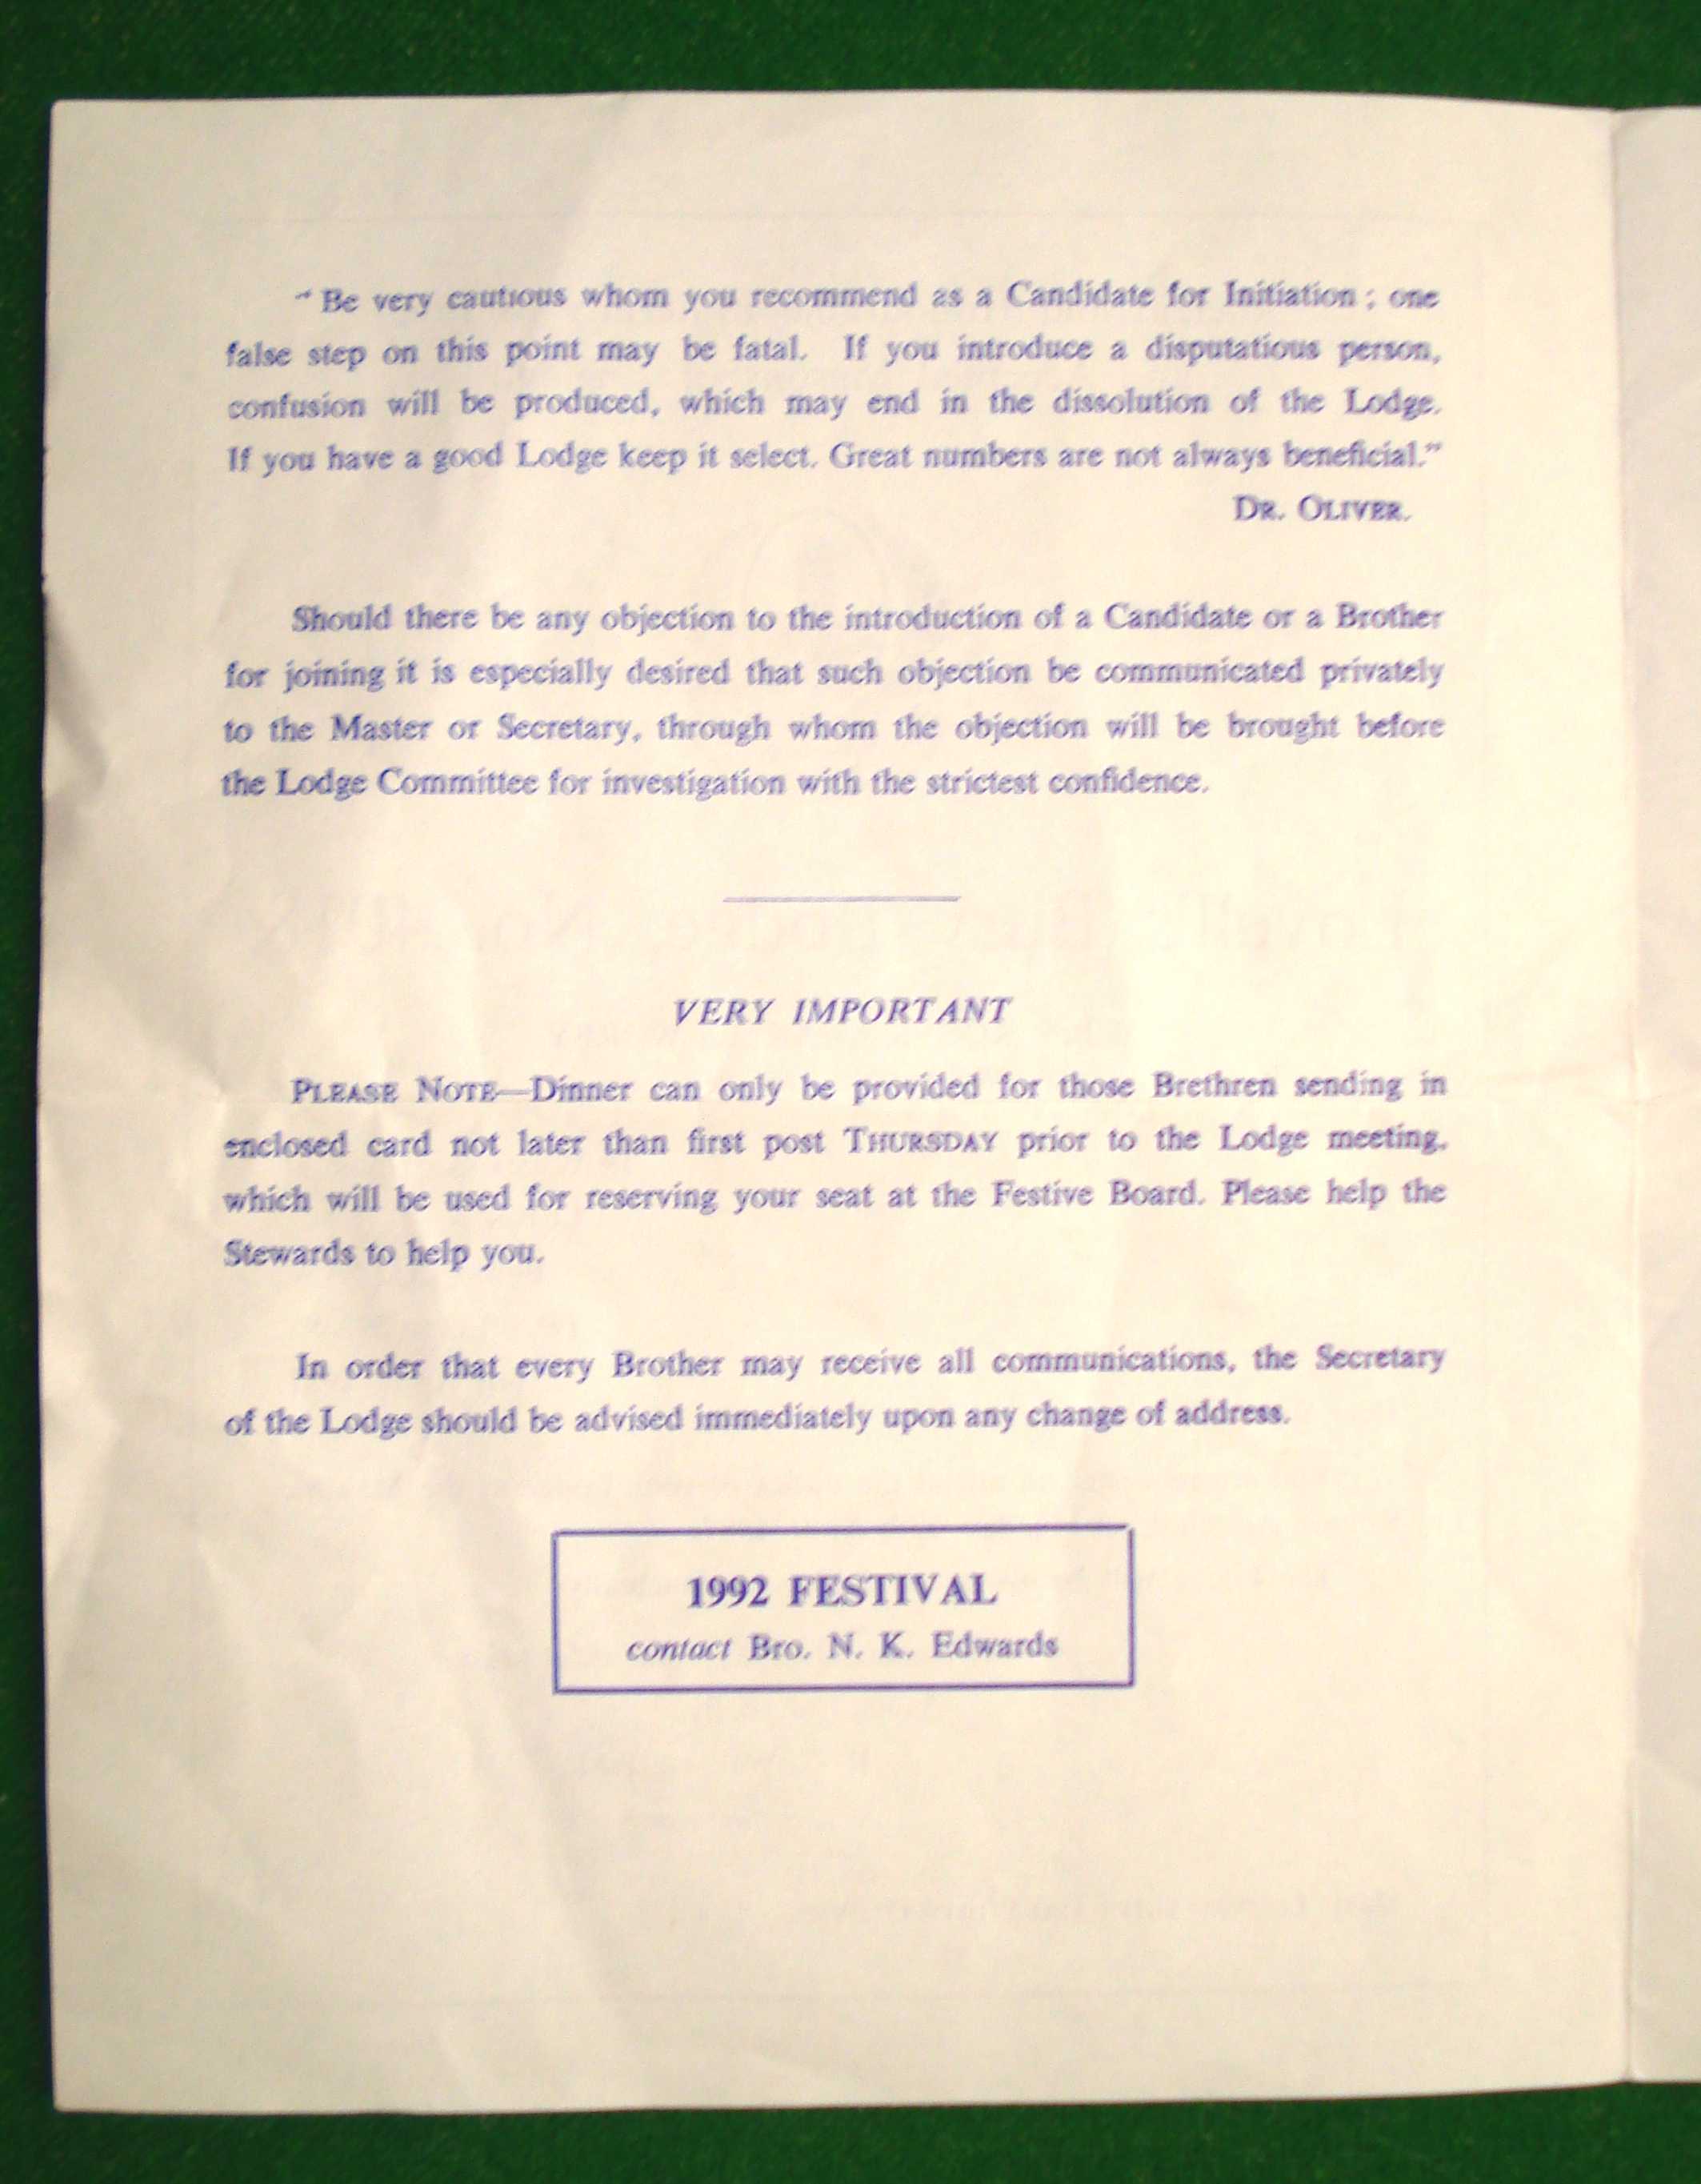 “ Be very cautious whom you recommend as a Candidate for Initiation ; one
false step on this point may be fatal. If you introduce a disputatious person,
confusion will be produced, which may end in the dissolution of the Lodge.
If you have a good Lodge keep it select. Great numbers are not always beneficial.”
DR. OLIVER.
Should there be any objection to the introduction of a Candidate or a Brother
for joining it is especially desired that such objection be communicated privately
to the Master or Secretary, through whom the objection will be brought before
the Lodge Committee for investigation with the strictest confidence.
VERY IMPORTANT
PLEASE NOTE—Dinner can only be provided for those Brethren sending in
enclosed card not later than first post THURSDAY prior to the Lodge meeting,
which will be used for reserving your seat at the Festive Board. Please help the
Stewards to help you.
In order that every Brother may receive all communications, the Secretary
of the Lodge should be advised immediately upon any change of address.
1992 FESTIVAL
contact Bro. N. K. Edwards